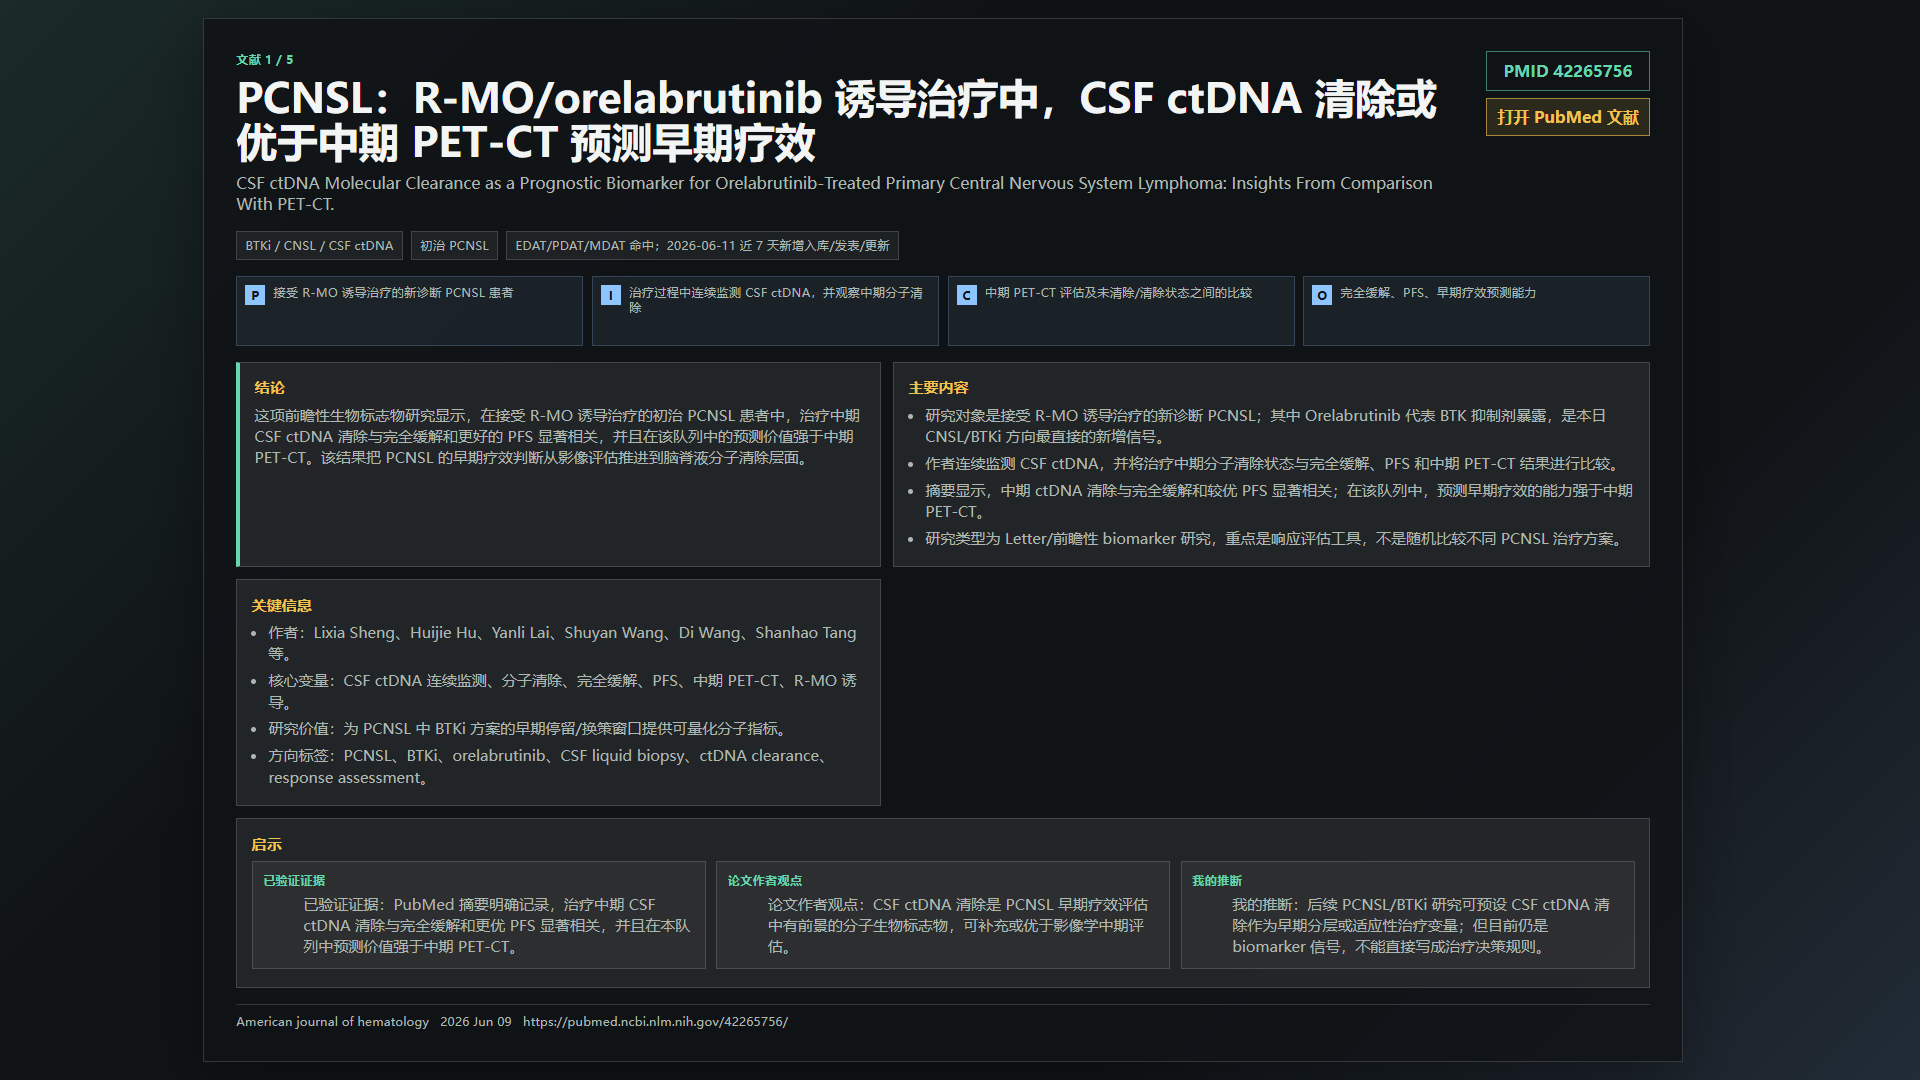 文献 1 / 5
PCNSL：R-MO/orelabrutinib 诱导治疗中，CSF ctDNA 清除或
优于中期 PET-CT 预测早期疗效
CSF ctDNA Molecular Clearance as a Prognostic Biomarker for Orelabrutinib-Treated Primary Central Nervous System Lymphoma: Insights From Comparison
With PET-CT.
PMID 42265756
打开 PubMed 文献
BTKi / CNSL / CSF ctDNA
初治 PCNSL
EDAT/PDAT/MDAT 命中；2026-06-11 近 7 天新增入库/发表/更新
P
接受 R-MO 诱导治疗的新诊断 PCNSL 患者
I
治疗过程中连续监测 CSF ctDNA，并观察中期分子清
除
C
中期 PET-CT 评估及未清除/清除状态之间的比较
O
完全缓解、PFS、早期疗效预测能力
结论
这项前瞻性生物标志物研究显示，在接受 R-MO 诱导治疗的初治 PCNSL 患者中，治疗中期
CSF ctDNA 清除与完全缓解和更好的 PFS 显著相关，并且在该队列中的预测价值强于中期
PET-CT。该结果把 PCNSL 的早期疗效判断从影像评估推进到脑脊液分子清除层面。
主要内容
• 研究对象是接受 R-MO 诱导治疗的新诊断 PCNSL；其中 Orelabrutinib 代表 BTK 抑制剂暴露，是本日
CNSL/BTKi 方向最直接的新增信号。
• 作者连续监测 CSF ctDNA，并将治疗中期分子清除状态与完全缓解、PFS 和中期 PET-CT 结果进行比较。
• 摘要显示，中期 ctDNA 清除与完全缓解和较优 PFS 显著相关；在该队列中，预测早期疗效的能力强于中期
PET-CT。
• 研究类型为 Letter/前瞻性 biomarker 研究，重点是响应评估工具，不是随机比较不同 PCNSL 治疗方案。
关键信息
• 作者：Lixia Sheng、Huijie Hu、Yanli Lai、Shuyan Wang、Di Wang、Shanhao Tang
等。
• 核心变量：CSF ctDNA 连续监测、分子清除、完全缓解、PFS、中期 PET-CT、R-MO 诱
导。
• 研究价值：为 PCNSL 中 BTKi 方案的早期停留/换策窗口提供可量化分子指标。
• 方向标签：PCNSL、BTKi、orelabrutinib、CSF liquid biopsy、ctDNA clearance、
response assessment。
启示
已验证证据
已验证证据：PubMed 摘要明确记录，治疗中期 CSF
ctDNA 清除与完全缓解和更优 PFS 显著相关，并且在本队
列中预测价值强于中期 PET-CT。
论文作者观点
论文作者观点：CSF ctDNA 清除是 PCNSL 早期疗效评估
中有前景的分子生物标志物，可补充或优于影像学中期评
估。
我的推断
我的推断：后续 PCNSL/BTKi 研究可预设 CSF ctDNA 清
除作为早期分层或适应性治疗变量；但目前仍是
biomarker 信号，不能直接写成治疗决策规则。
American journal of hematology 2026 Jun 09 https://pubmed.ncbi.nlm.nih.gov/42265756/